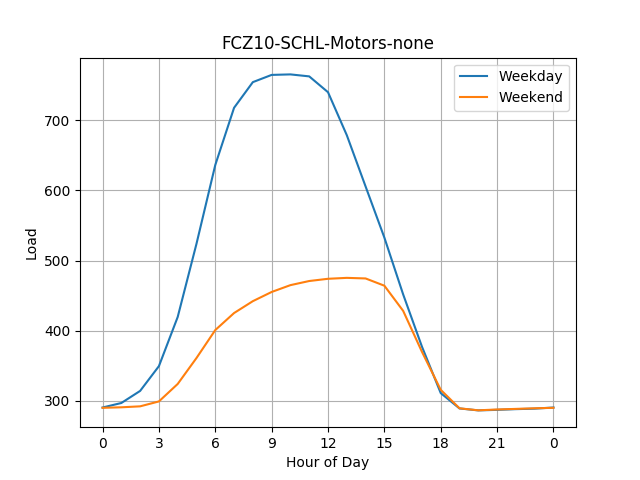 FCZ10-SCHL-Motors-none
Weekday
Weekend
700
600
500
400
300
Load
0 3 6 9 12 15 18 21 0
Hour of Day